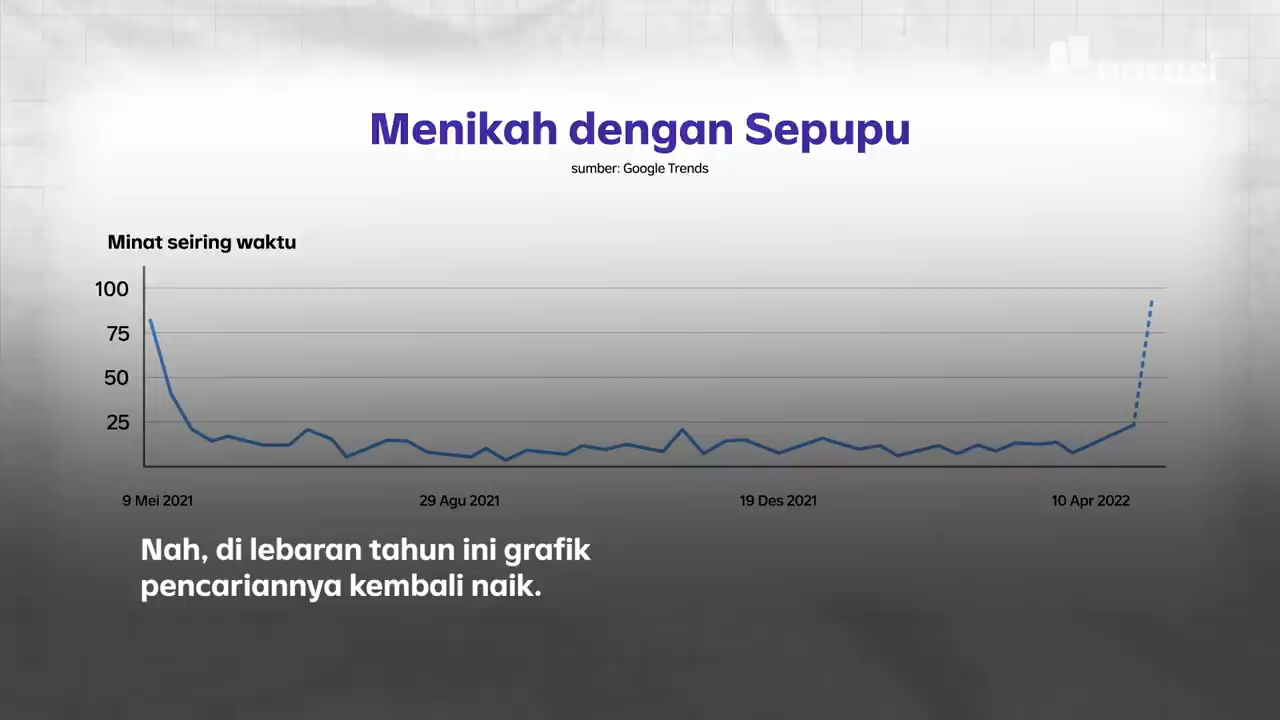 narasi
Menikah dengan Sepupu
sumber: Google Trends
Minat seiring waktu
100
75
50
25
9 Mei 2021
29 Agu 2021
19 Des 2021
10 Apr 2022
Nah, di lebaran tahun ini grafik
pencariannya kembali naik.